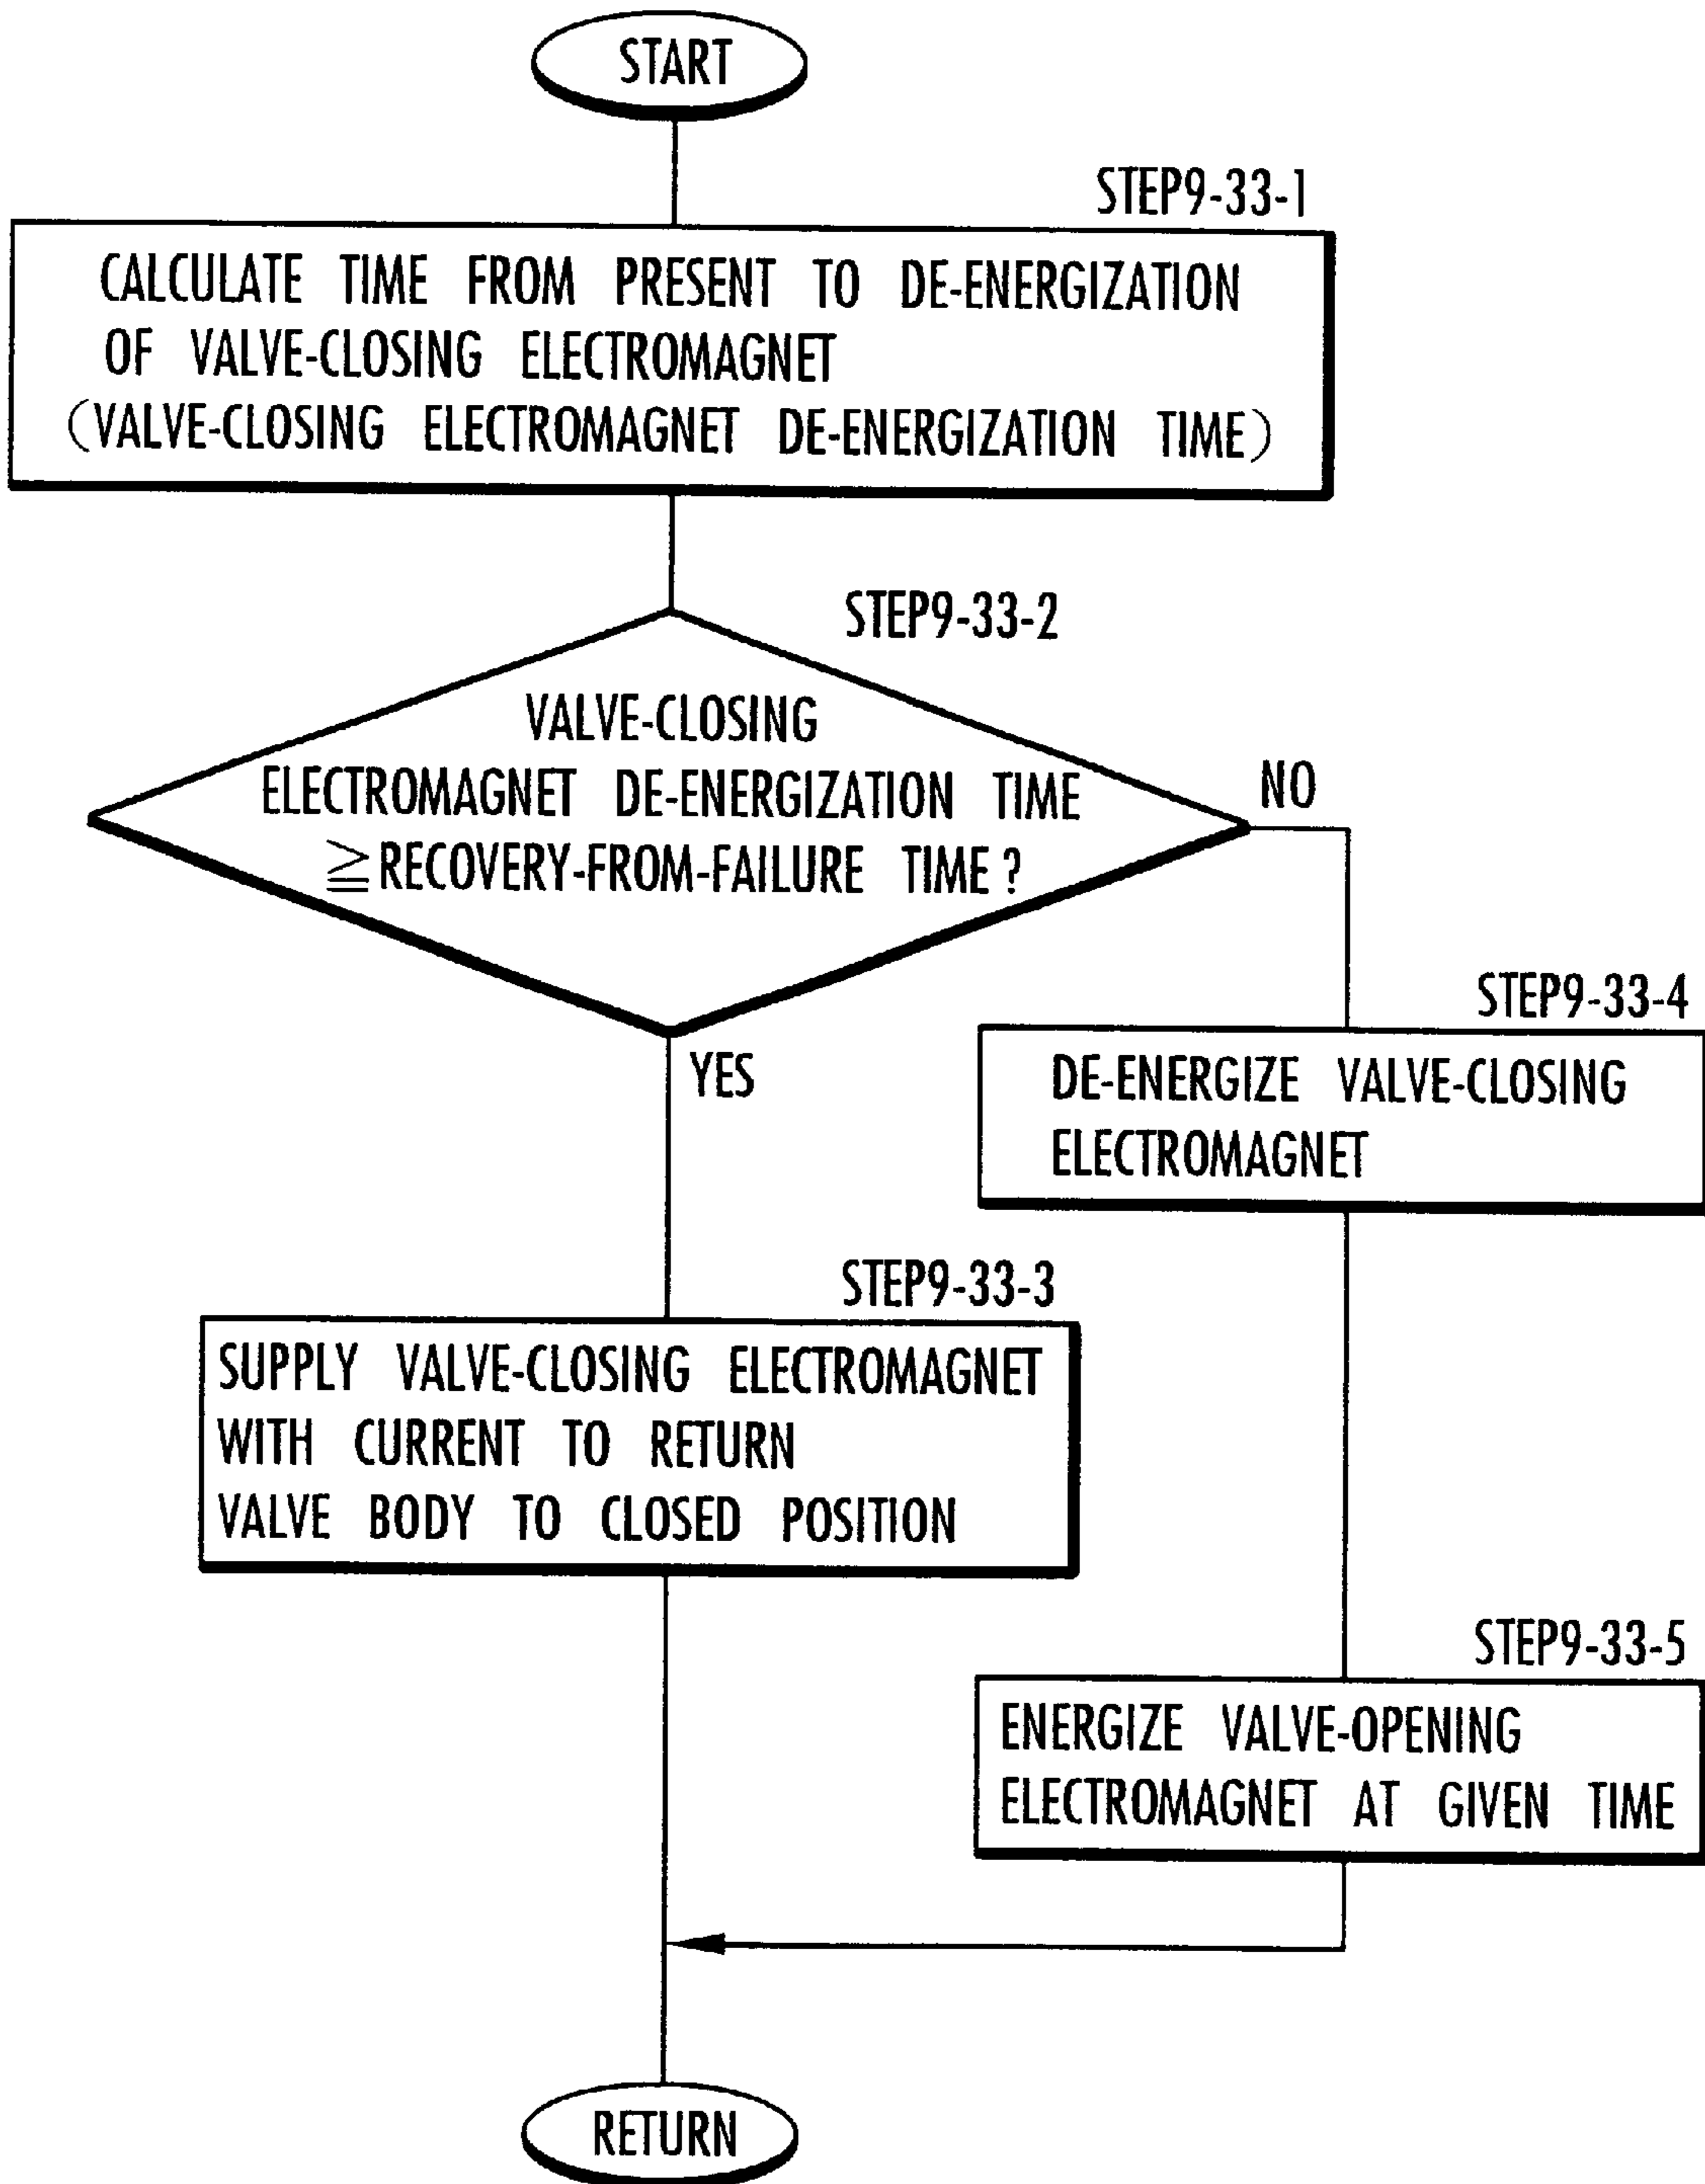 START
STEP9-33-1
CALCULATE TIME FROM PRESENT TO DE-ENERGIZATION
OF VALVE-CLOSING ELECTROMAGNET
(VALVE-CLOSING ELECTROMAGNET DE-ENERGIZATION TIME)
STEP9-33-2
VALVE-CLOSING
ELECTROMAGNET DE-ENERGIZATION TIME
≧RECOVERY-FROM-FAILURE TIME?
NO
YES
STEP9-33-4
DE-ENERGIZE VALVE-CLOSING
ELECTROMAGNET
STEP9-33-3
SUPPLY VALVE-CLOSING ELECTROMAGNET
WITH CURRENT TO RETURN
VALVE BODY TO CLOSED POSITION
STEP9-33-5
ENERGIZE VALVE-OPENING
ELECTROMAGNET AT GIVEN TIME
RETURN